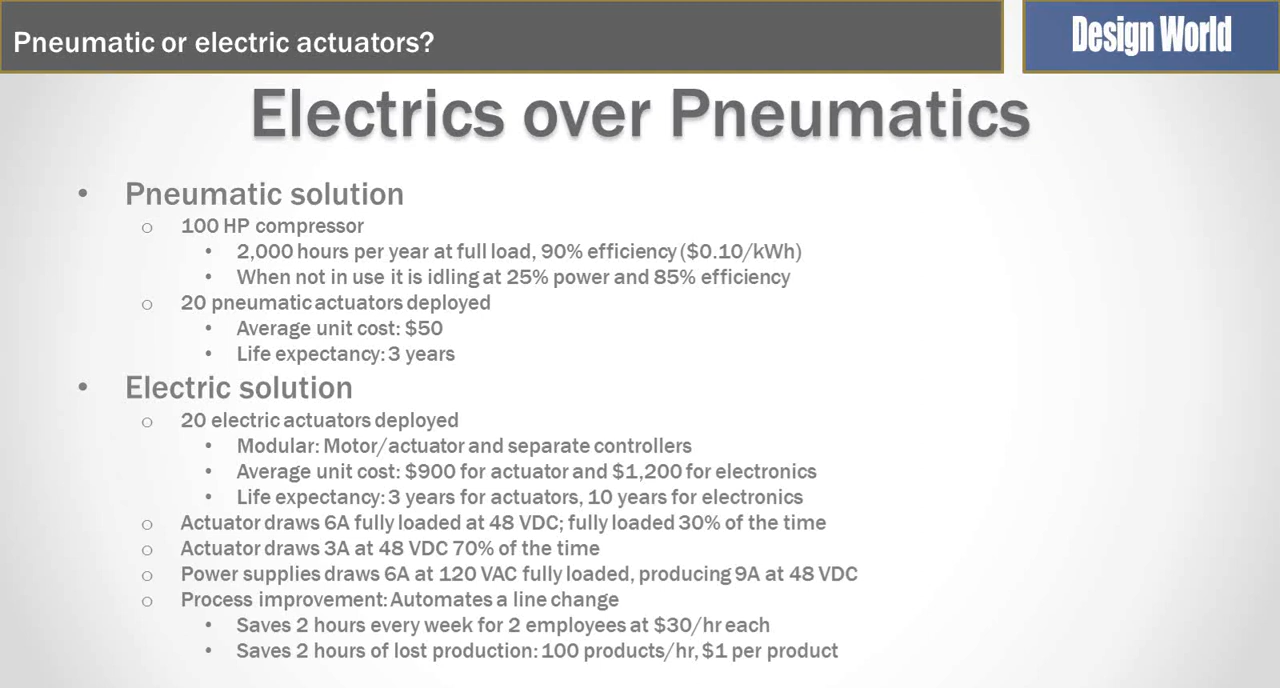 Pneumatic or electric actuators?
Design World
Electrics over Pneumatics
• Pneumatic solution
o 100 HP compressor
• 2,000 hours per year at full load, 90% efficiency ($0.10/kWh)
• When not in use it is idling at 25% power and 85% efficiency
o 20 pneumatic actuators deployed
• Average unit cost: $50
• Life expectancy: 3 years
• Electric solution
o 20 electric actuators deployed
• Modular: Motor/actuator and separate controllers
• Average unit cost: $900 for actuator and $1,200 for electronics
• Life expectancy: 3 years for actuators, 10 years for electronics
o Actuator draws 6A fully loaded at 48 VDC; fully loaded 30% of the time
o Actuator draws 3A at 48 VDC 70% of the time
o Power supplies draws 6A at 120 VAC fully loaded, producing 9A at 48 VDC
o Process improvement: Automates a line change
• Saves 2 hours every week for 2 employees at $30/hr each
• Saves 2 hours of lost production: 100 products/hr, $1 per product